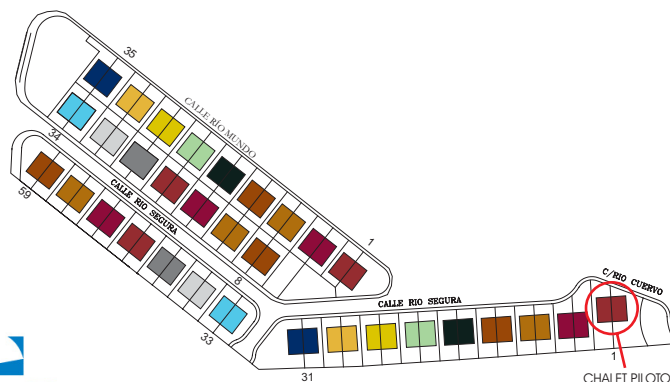 35
CALLE RÍO MUNDO
34
CALLE RIO SEGURA
59
1
8
33
C/RIO CUERVO
CALLE RIO SEGURA
31
1
CHALET PILOTO